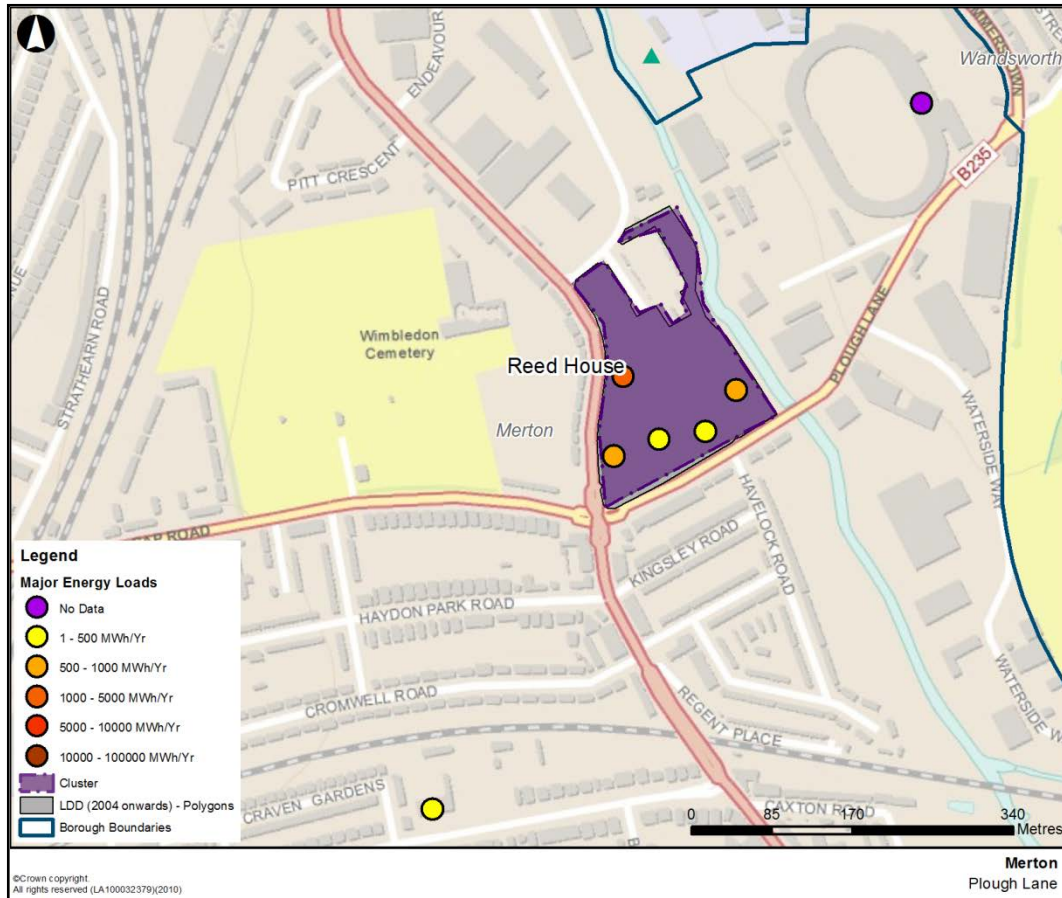 Wandsworth
ENDEAVOUR
B235
PITT CRESCENT
STRATHEARN ROAD
Wimbledon
Cemetery
PLOUGH LANE
Reed House
Merton
WATERSIDE WAY
HAVELOCK ROAD
KINGSLEY ROAD
HAYDON PARK ROAD
CROMWELL ROAD
REGENT PLACE
CRAVEN GARDENS
CAXTON ROAD
Legend
Major Energy Loads
No Data
1 - 500 MWh/Yr
500 - 1000 MWh/Yr
1000 - 5000 MWh/Yr
5000 - 10000 MWh/Yr
10000 - 100000 MWh/Yr
Cluster
LDD (2004 onwards) - Polygons
Borough Boundaries
0 85 170 340
Metres
Merton
Plough Lane
©Crown copyright.
All rights reserved (LA100032379)(2010)